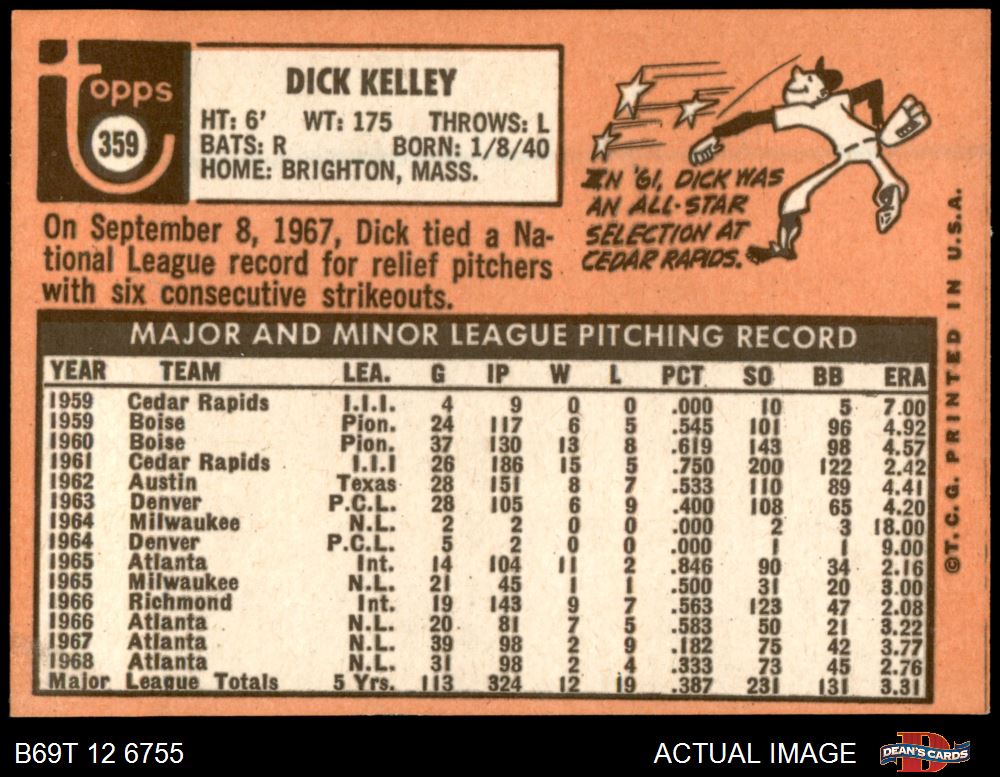 topps
359
DICK KELLEY
HT: 6' WT: 175 THROWS: L
BATS: R BORN: 1/8/40
HOME: BRIGHTON, MASS.
IN '61, DICK WAS
AN ALL-STAR
SELECTION AT
CEDAR RAPIDS.
On September 8, 1967, Dick tied a Na-
tional League record for relief pitchers
with six consecutive strikeouts.
MAJOR AND MINOR LEAGUE PITCHING RECORD
YEAR TEAM LEA. G IP W L PCT SO BB ERA
1959 Cedar Rapids I.I.I. 4 9 0 0 .000 10 5 7.00
1959 Boise Pion. 24 117 6 5 .545 101 96 4.92
1960 Boise Pion. 37 130 13 8 .619 143 98 4.57
1961 Cedar Rapids I.I.I 26 186 15 5 .750 200 122 2.42
1962 Austin Texas 28 151 8 7 .533 110 89 4.41
1963 Denver P.C.L. 28 105 6 9 .400 108 65 4.20
1964 Milwaukee N.L. 2 2 0 0 .000 2 3 18.00
1964 Denver P.C.L. 5 2 0 0 .000 1 1 9.00
1965 Atlanta Int. 14 104 11 2 .846 90 34 2.16
1965 Milwaukee N.L. 21 45 1 1 .500 31 20 3.00
1966 Richmond Int. 19 143 9 7 .563 123 47 2.08
1966 Atlanta N.L. 20 81 7 5 .583 50 21 3.22
1967 Atlanta N.L. 39 98 2 9 .182 75 42 3.77
1968 Atlanta N.L. 31 98 2 4 .333 73 45 2.76
Major League Totals 5 Yrs. 113 324 12 19 .387 231 131 3.31
©T.C.G. PRINTED IN U.S.A.
B69T 12 6755
ACTUAL IMAGE
D
DEAN'S CARDS